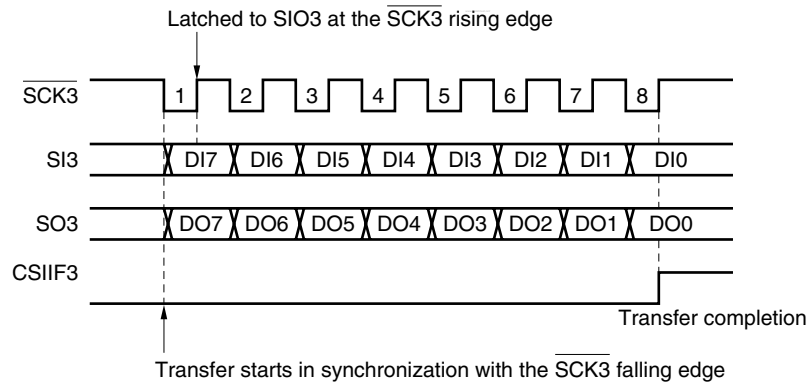 Latched to SIO3 at the SCK3 rising edge
SCK3 1 2 3 4 5 6 7 8
SI3 DI7 DI6 DI5 DI4 DI3 DI2 DI1 DI0
SO3 DO7 DO6 DO5 DO4 DO3 DO2 DO1 DO0
CSIIF3
Transfer completion
Transfer starts in synchronization with the SCK3 falling edge